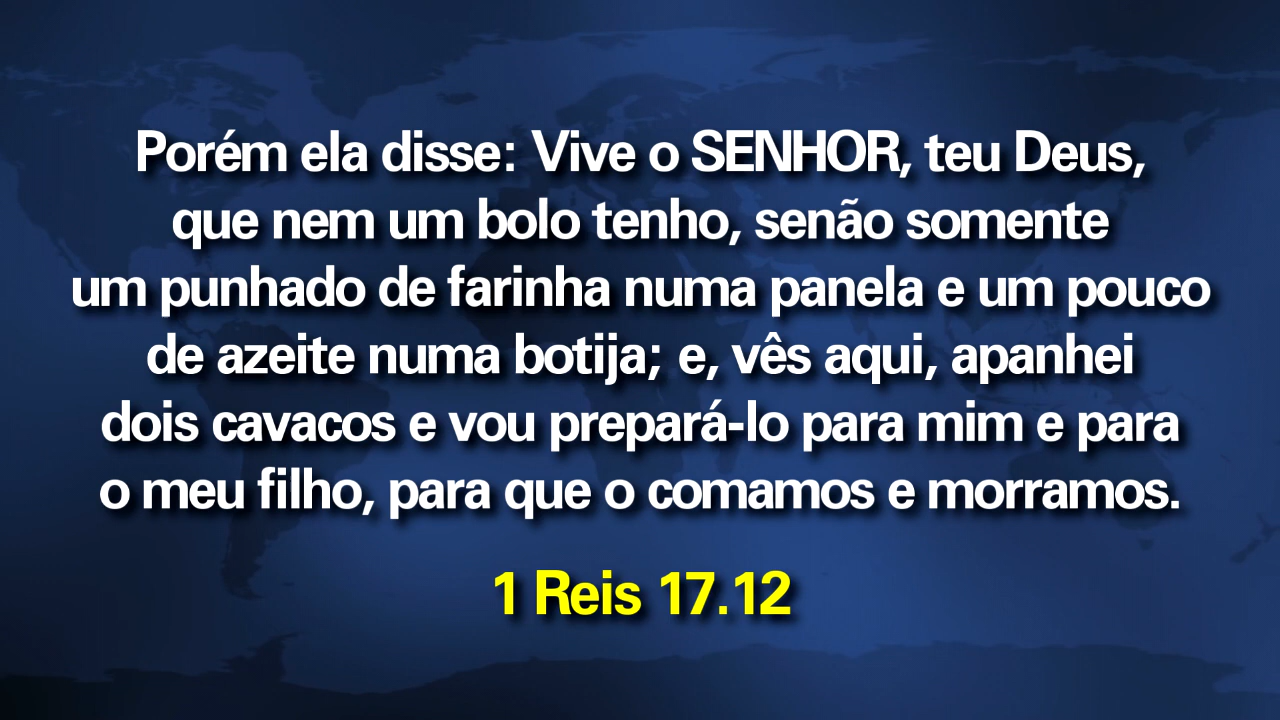 Porém ela disse: Vive o SENHOR, teu Deus,
que nem um bolo tenho, senão somente
um punhado de farinha numa panela e um pouco
de azeite numa botija; e, vês aqui, apanhei
dois cavacos e vou prepará-lo para mim e para
o meu filho, para que o comamos e morramos.
1 Reis 17.12